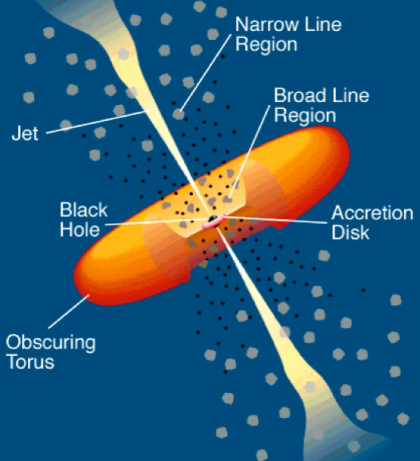 Narrow Line
Region
Broad Line
Region
Jet
Black
Hole
Accretion
Disk
Obscuring
Torus